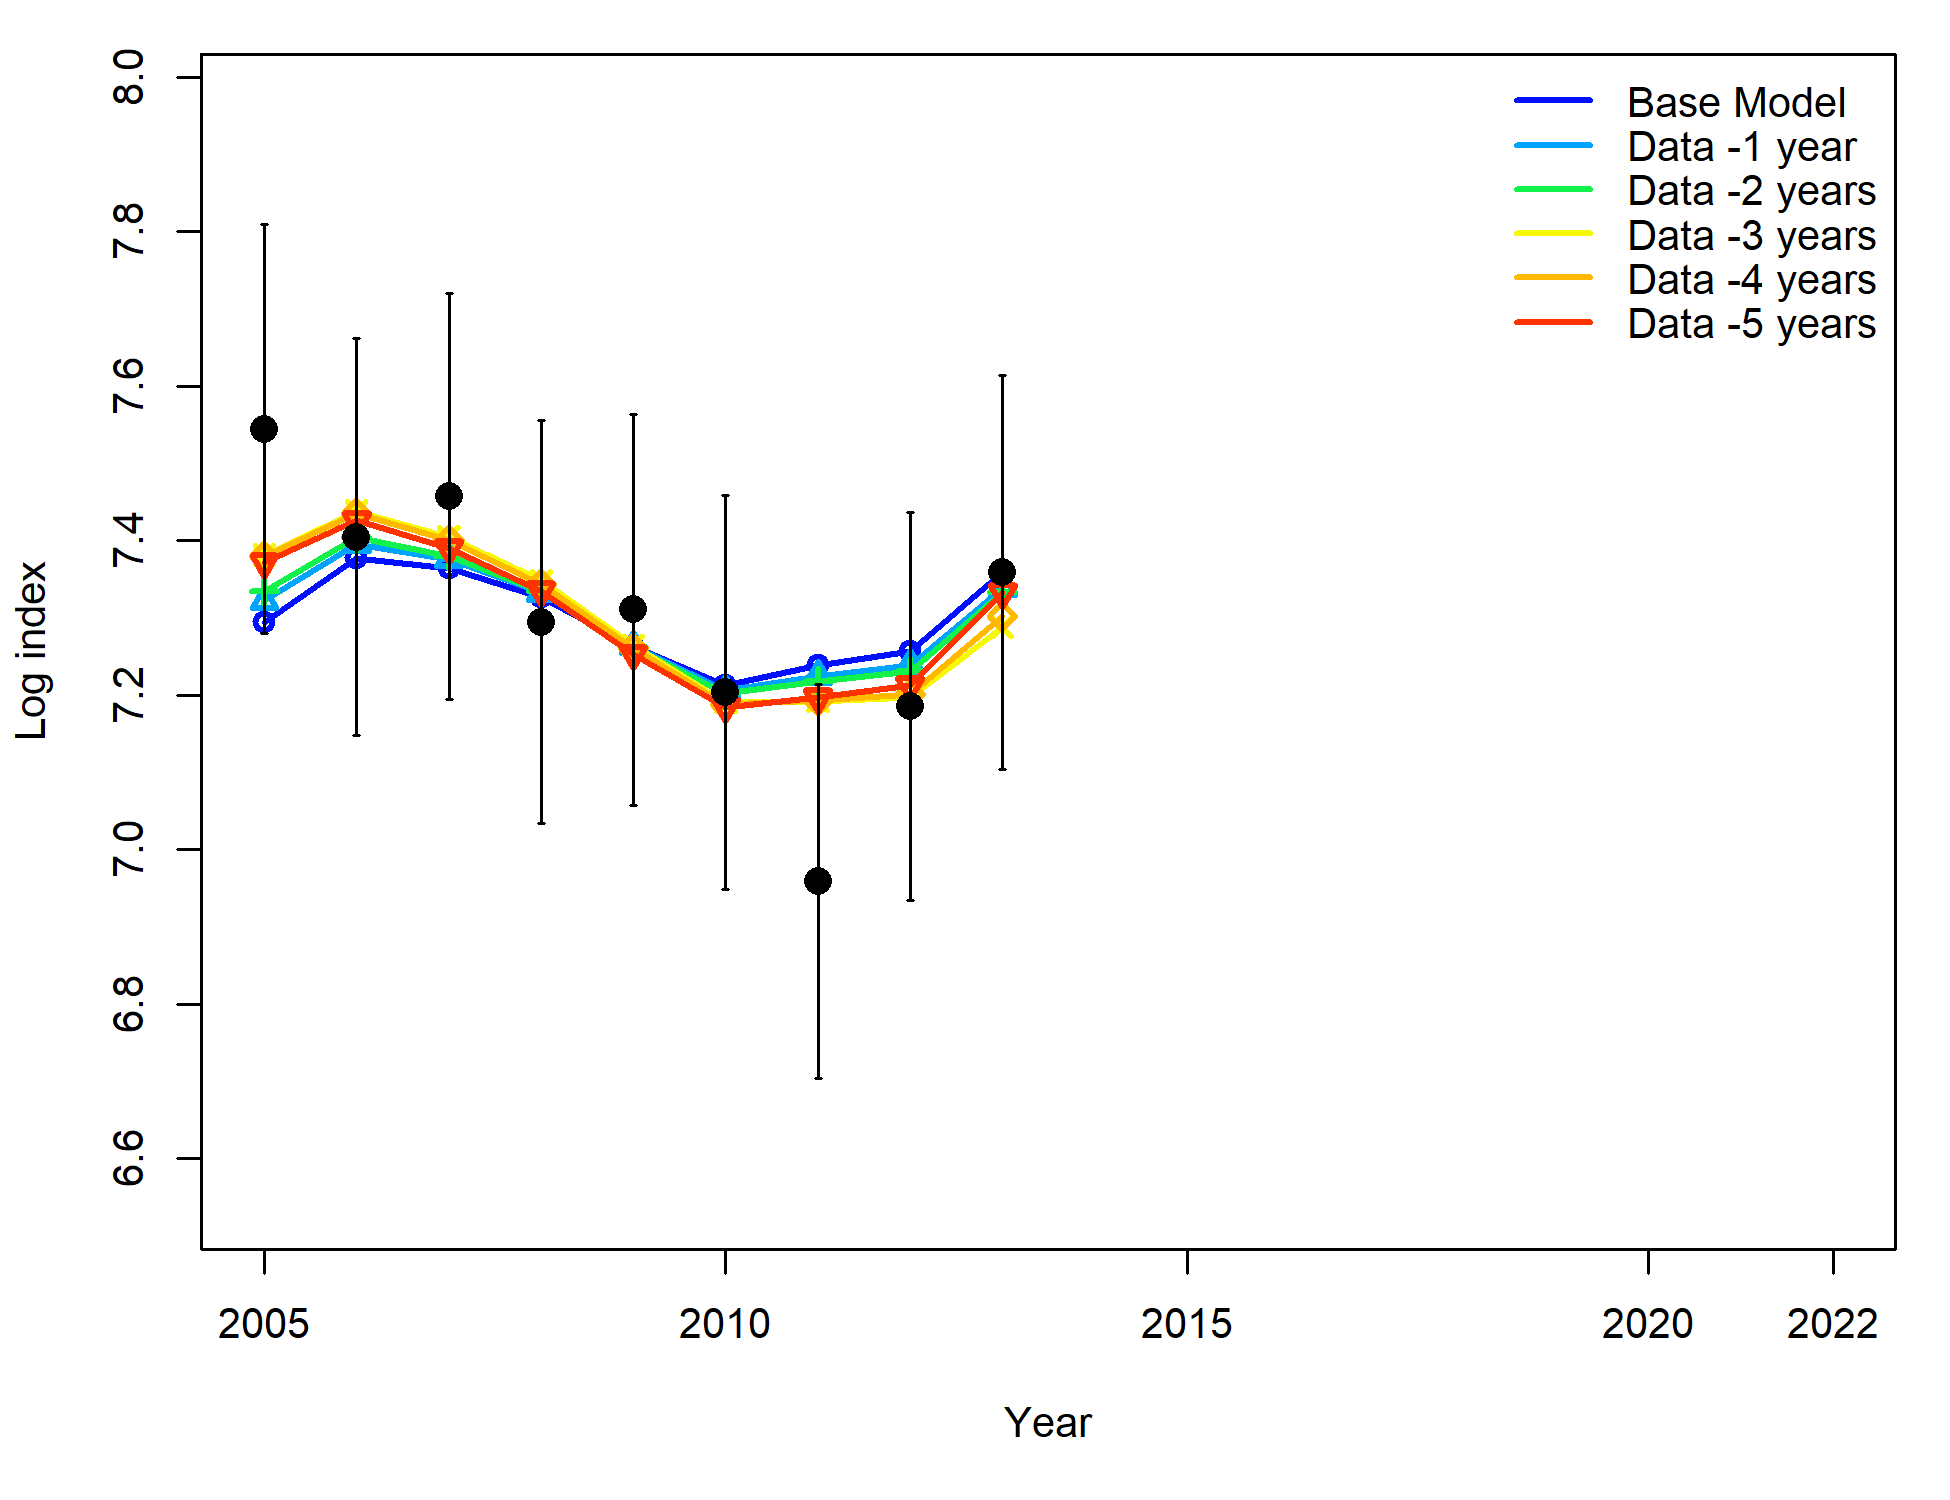 8.0
7.8
7.6
7.4
7.2
7.0
6.8
6.6
Log index
Base Model
Data -1 year
Data -2 years
Data -3 years
Data -4 years
Data -5 years
2005 2010 2015 2020 2022
Year